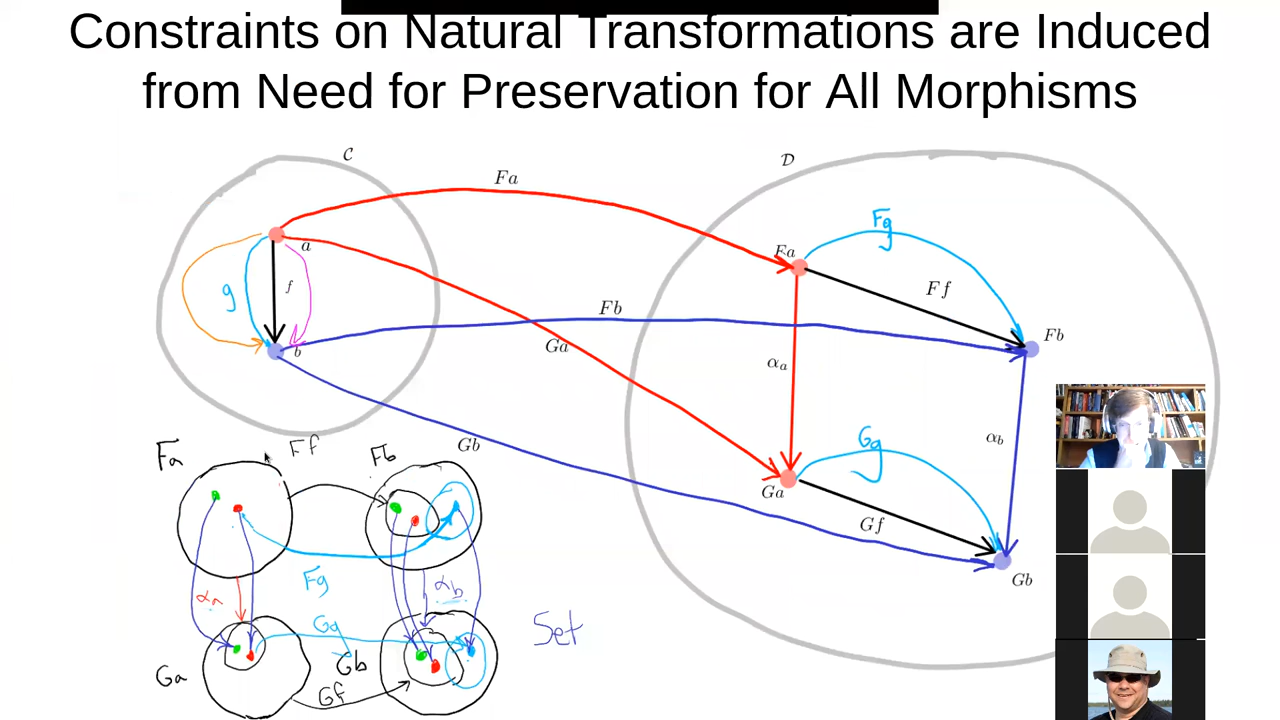 Constraints on Natural Transformations are Induced
from Need for Preservation for All Morphisms
C
D
Fa
Fg
a
Fa
g
f
Ff
Fb
Fb
b
Ga
αa
Gg
αb
Fa
Ff
Fb
Gb
Ga
Gf
Gb
Fg
αa
αb
Gg
Set
Ga
Gb
Gf